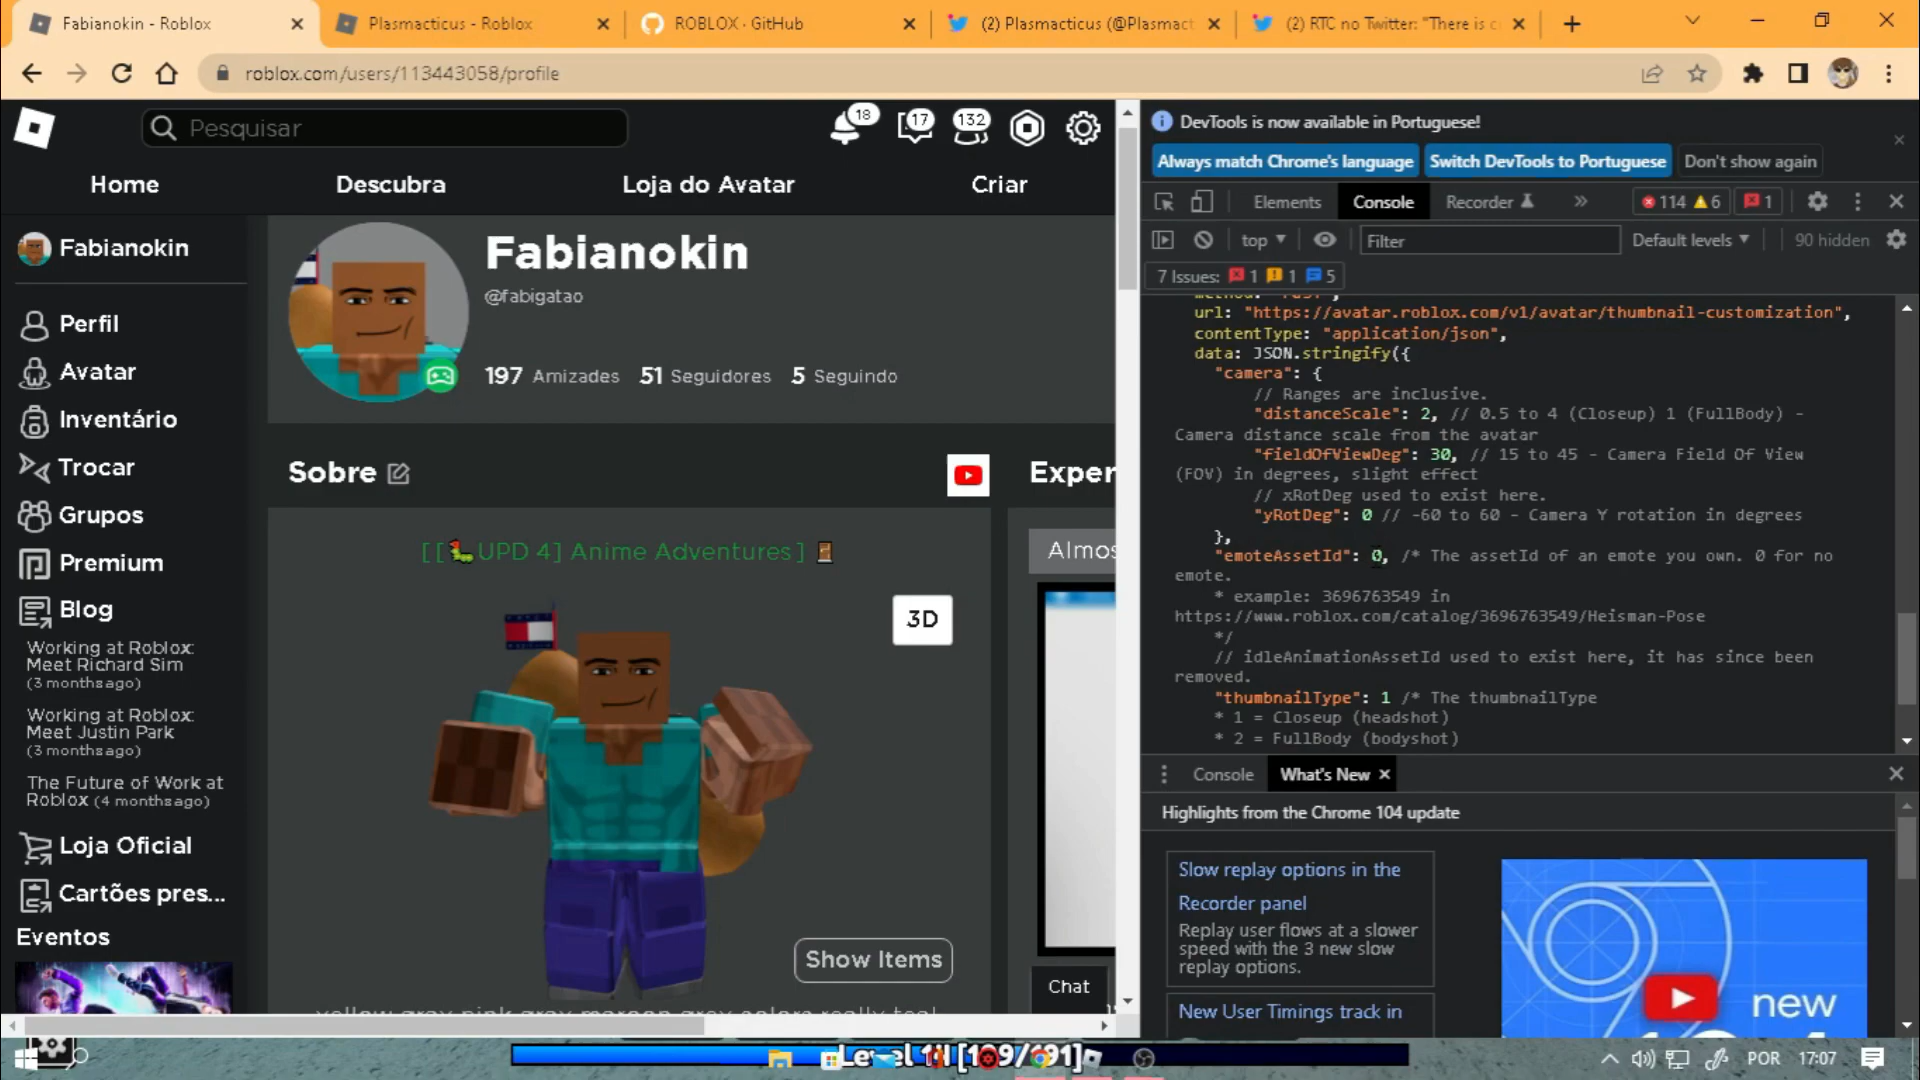 Fabianokin - Roblox
Plasmacticus - Roblox
ROBLOX · GitHub
(2) Plasmacticus (@Plasmact
(2) RTC no Twitter: "There is c
roblox.com/users/113443058/profile
Pesquisar
18
17
132
Home
Descubra
Loja do Avatar
Criar
Fabianokin
Perfil
Avatar
Inventário
Trocar
Grupos
Premium
Blog
Working at Roblox:
Meet Richard Sim
(3 months ago)
Working at Roblox:
Meet Justin Park
(3 months ago)
The Future of Work at
Roblox (4 months ago)
Loja Oficial
Cartões pres...
Eventos
Fabianokin
@fabigatao
197 Amizades 51 Seguidores 5 Seguindo
Sobre
Exper
[[🐛UPD 4] Anime Adventures] 🚪
Almos
3D
Show Items
Chat
DevTools is now available in Portuguese!
Always match Chrome's language
Switch DevTools to Portuguese
Don't show again
Elements
Console
Recorder
114
6
1
top
Filter
Default levels
90 hidden
7 Issues: 1 1 5
url: "https://avatar.roblox.com/v1/avatar/thumbnail-customization",
contentType: "application/json",
data: JSON.stringify({
"camera": {
// Ranges are inclusive.
"distanceScale": 2, // 0.5 to 4 (Closeup) 1 (FullBody) -
Camera distance scale from the avatar
"fieldOfViewDeg": 30, // 15 to 45 - Camera Field Of View
(FOV) in degrees, slight effect
// xRotDeg used to exist here.
"yRotDeg": 0 // -60 to 60 - Camera Y rotation in degrees
},
"emoteAssetId": 0, /* The assetId of an emote you own. 0 for no
emote.
* example: 3696763549 in
https://www.roblox.com/catalog/3696763549/Heisman-Pose
*/
// idleAnimationAssetId used to exist here, it has since been
removed.
"thumbnailType": 1 /* The thumbnailType
* 1 = Closeup (headshot)
* 2 = FullBody (bodyshot)
Console
What's New
Highlights from the Chrome 104 update
Slow replay options in the
Recorder panel
Replay user flows at a slower
speed with the 3 new slow
replay options.
New User Timings track in
new
POR
17:07